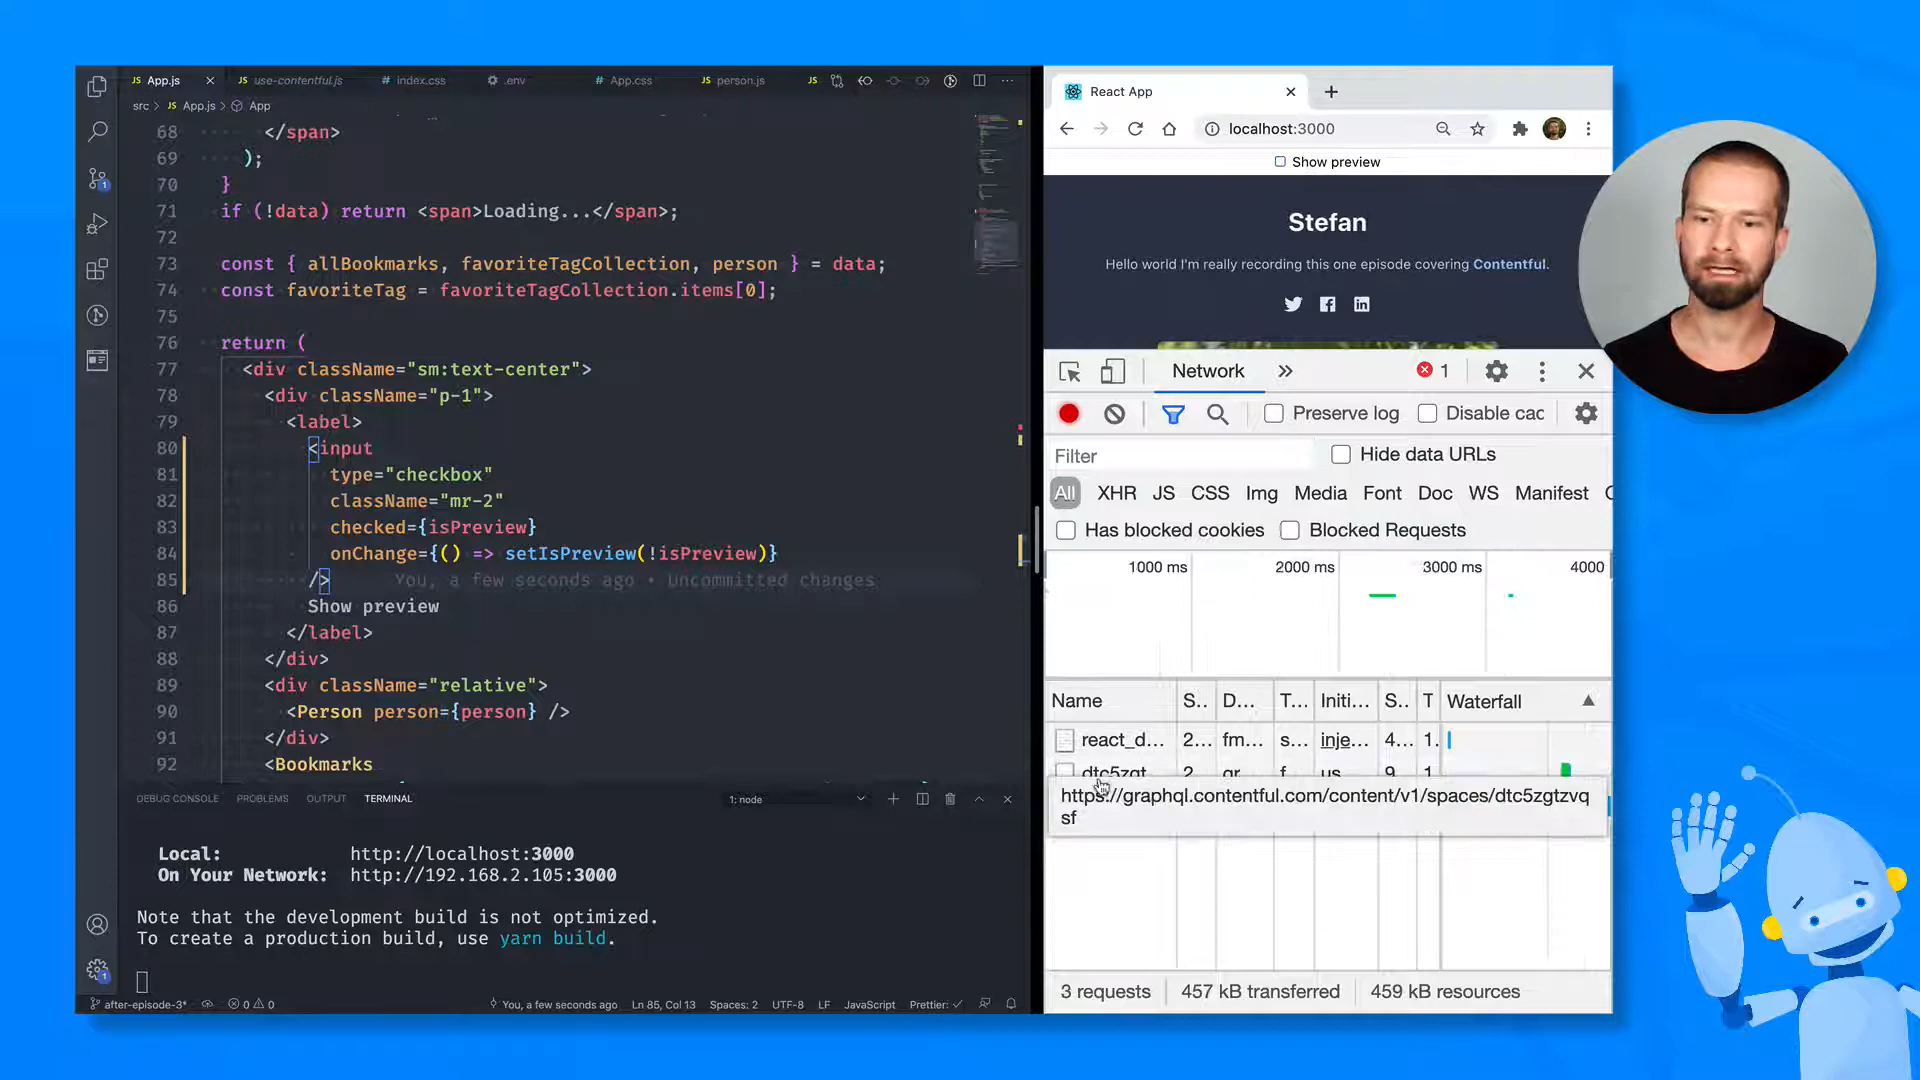 App.js
use-contentful.js
index.css
.env
App.css
person.js
src > App.js > App
68 </span>
69 );
70 }
71 if (!data) return <span>Loading...</span>;
72
73 const { allBookmarks, favoriteTagCollection, person } = data;
74 const favoriteTag = favoriteTagCollection.items[0];
75
76 return (
77 <div className="sm:text-center">
78 <div className="p-1">
79 <label>
80 <input
81 type="checkbox"
82 className="mr-2"
83 checked={isPreview}
84 onChange={() => setIsPreview(!isPreview)}
85 /> You, a few seconds ago • Uncommitted changes
86 Show preview
87 </label>
88 </div>
89 <div className="relative">
90 <Person person={person} />
91 </div>
92 <Bookmarks
DEBUG CONSOLE PROBLEMS OUTPUT TERMINAL 1: node
Local: http://localhost:3000
On Your Network: http://192.168.2.105:3000
Note that the development build is not optimized.
To create a production build, use yarn build.
after-episode-3* 0 0 You, a few seconds ago Ln 85, Col 13 Spaces: 2 UTF-8 LF JavaScript Prettier: ✓
React App
localhost:3000
Show preview
Stefan
Hello world I'm really recording this one episode covering Contentful.
Network 1
Preserve log Disable cac
Filter Hide data URLs
All XHR JS CSS Img Media Font Doc WS Manifest
Has blocked cookies Blocked Requests
1000 ms 2000 ms 3000 ms 4000
Name S.. D... T... Initi... S.. T Waterfall
react_d... 2... fm... s... inje... 4... 1.
dtc5zgt
https://graphql.contentful.com/content/v1/spaces/dtc5zgtzvq
sf
3 requests 457 kB transferred 459 kB resources